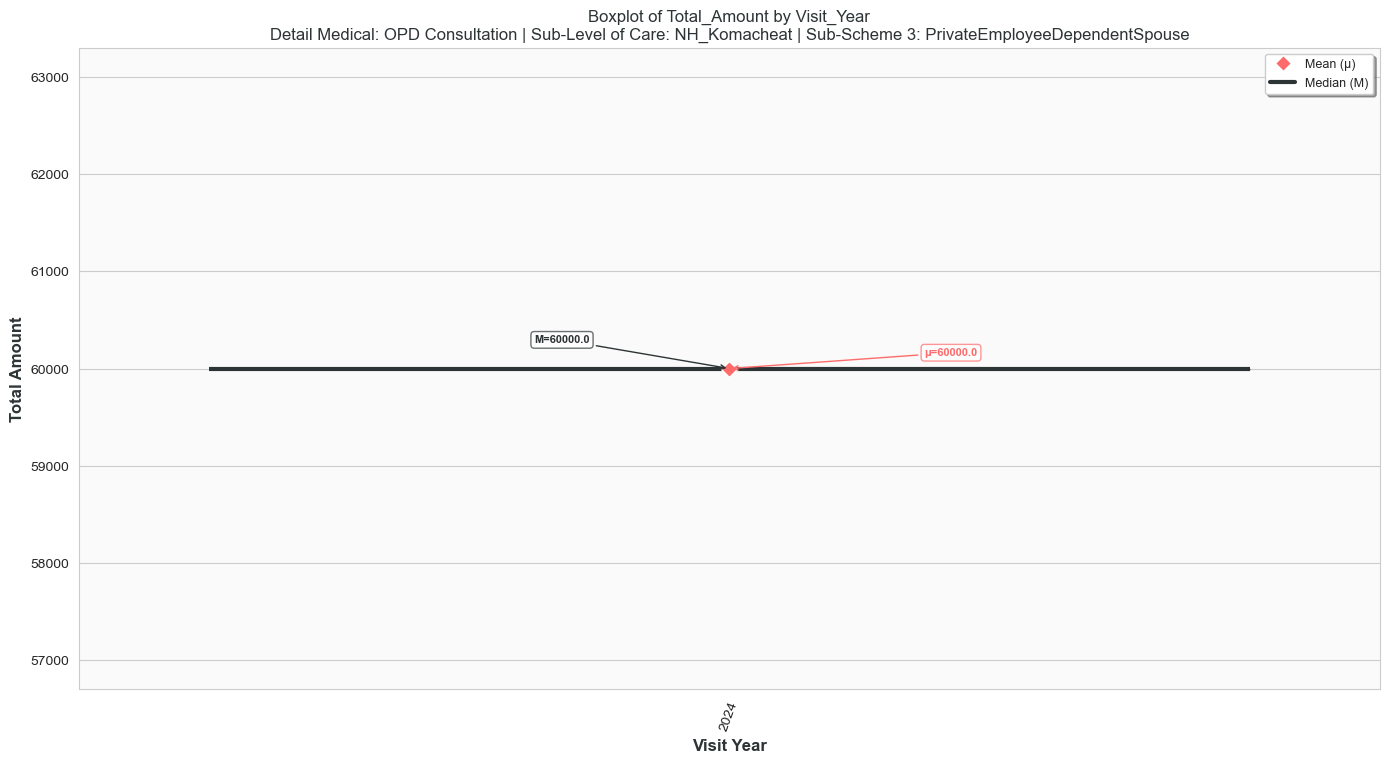 Boxplot of Total_Amount by Visit_Year
Detail Medical: OPD Consultation | Sub-Level of Care: NH_Komacheat | Sub-Scheme 3: PrivateEmployeeDependentSpouse
Mean (μ)
Median (M)
Total Amount
63000
62000
61000
60000
59000
58000
57000
M=60000.0
μ=60000.0
2024
Visit Year